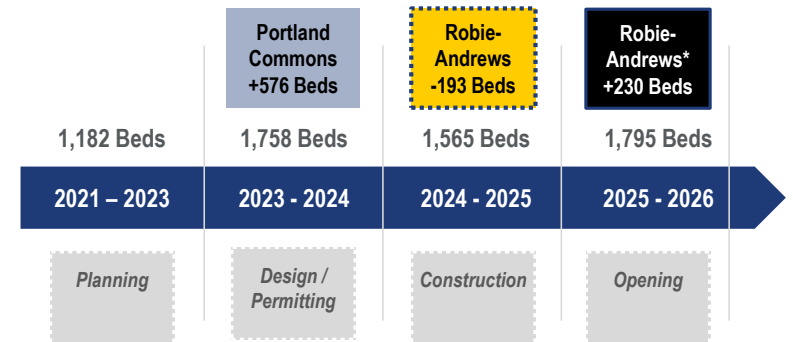 Portland
Commons
+576 Beds
Robie-
Andrews
-193 Beds
Robie-
Andrews*
+230 Beds
1,182 Beds
1,758 Beds
1,565 Beds
1,795 Beds
2021 – 2023
2023 - 2024
2024 - 2025
2025 - 2026
Planning
Design /
Permitting
Construction
Opening